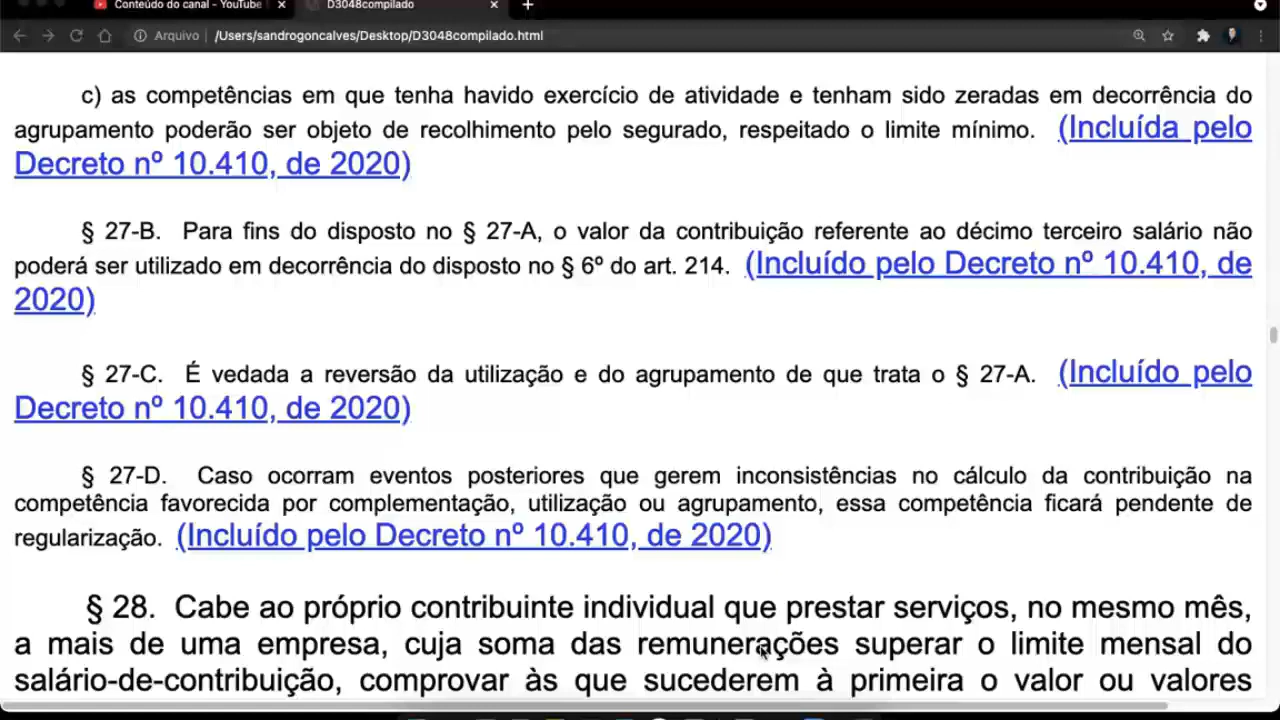 Conteúdo do canal - YouTube
D3048compilado
Arquivo
/Users/sandrogoncalves/Desktop/D3048compilado.html
c) as competências em que tenha havido exercício de atividade e tenham sido zeradas em decorrência do
agrupamento poderão ser objeto de recolhimento pelo segurado, respeitado o limite mínimo. (Incluída pelo
Decreto nº 10.410, de 2020)
§ 27-B. Para fins do disposto no § 27-A, o valor da contribuição referente ao décimo terceiro salário não
poderá ser utilizado em decorrência do disposto no § 6º do art. 214. (Incluído pelo Decreto nº 10.410, de
2020)
§ 27-C. É vedada a reversão da utilização e do agrupamento de que trata o § 27-A. (Incluído pelo
Decreto nº 10.410, de 2020)
§ 27-D. Caso ocorram eventos posteriores que gerem inconsistências no cálculo da contribuição na
competência favorecida por complementação, utilização ou agrupamento, essa competência ficará pendente de
regularização. (Incluído pelo Decreto nº 10.410, de 2020)
§ 28. Cabe ao próprio contribuinte individual que prestar serviços, no mesmo mês,
a mais de uma empresa, cuja soma das remunerações superar o limite mensal do
salário-de-contribuição, comprovar às que sucederem à primeira o valor ou valores